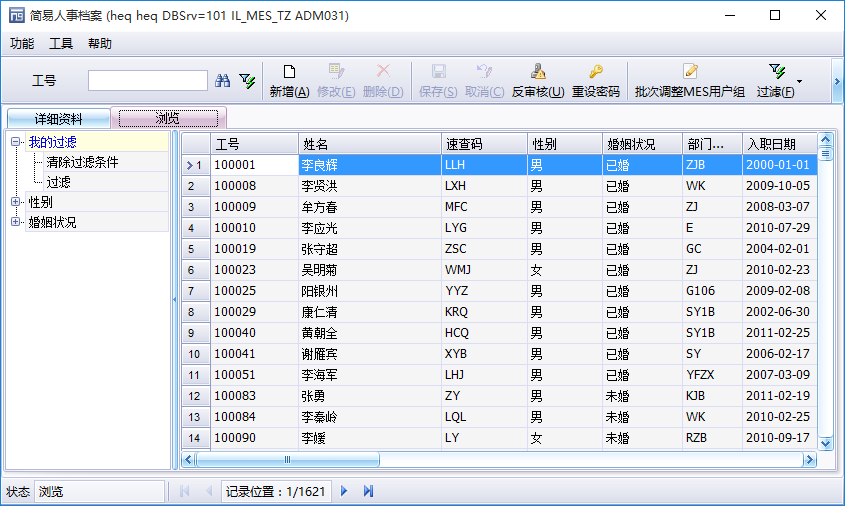 简易人事档案 (heq heq DBSrv=101 IL_MES_TZ ADM031)
功能 工具 帮助
工号 新增(A) 修改(E) 删除(D) 保存(S) 取消(C) 反审核(U) 重设密码 批次调整MES用户组 过滤(F)
详细资料 浏览
我的过滤
清除过滤条件
过滤
性别
婚姻状况
工号 姓名 速查码 性别 婚姻状况 部门... 入职日期
1 100001 李良辉 LLH 男 已婚 ZJB 2000-01-01
2 100008 李贤洪 LXH 男 已婚 WK 2009-10-05
3 100009 牟方春 MFC 男 已婚 ZJ 2008-03-07
4 100010 李应光 LYG 男 已婚 E 2010-07-29
5 100019 张守超 ZSC 男 已婚 GC 2004-02-01
6 100023 吴明菊 WMJ 女 已婚 ZJ 2010-02-23
7 100025 阳银州 YYZ 男 已婚 G106 2009-02-08
8 100029 康仁清 KRQ 男 已婚 SY1B 2002-06-30
9 100040 黄朝全 HCQ 男 已婚 SY1B 2011-02-25
10 100041 谢雁宾 XYB 男 已婚 SY 2006-02-17
11 100051 李海军 LHJ 男 已婚 YFZX 2007-03-09
12 100083 张勇 ZY 男 未婚 KJB 2011-02-19
13 100084 李秦岭 LQL 男 未婚 WK 2010-02-25
14 100090 李媛 LY 女 未婚 RZB 2010-09-17
状态 浏览 记录位置：1/1621